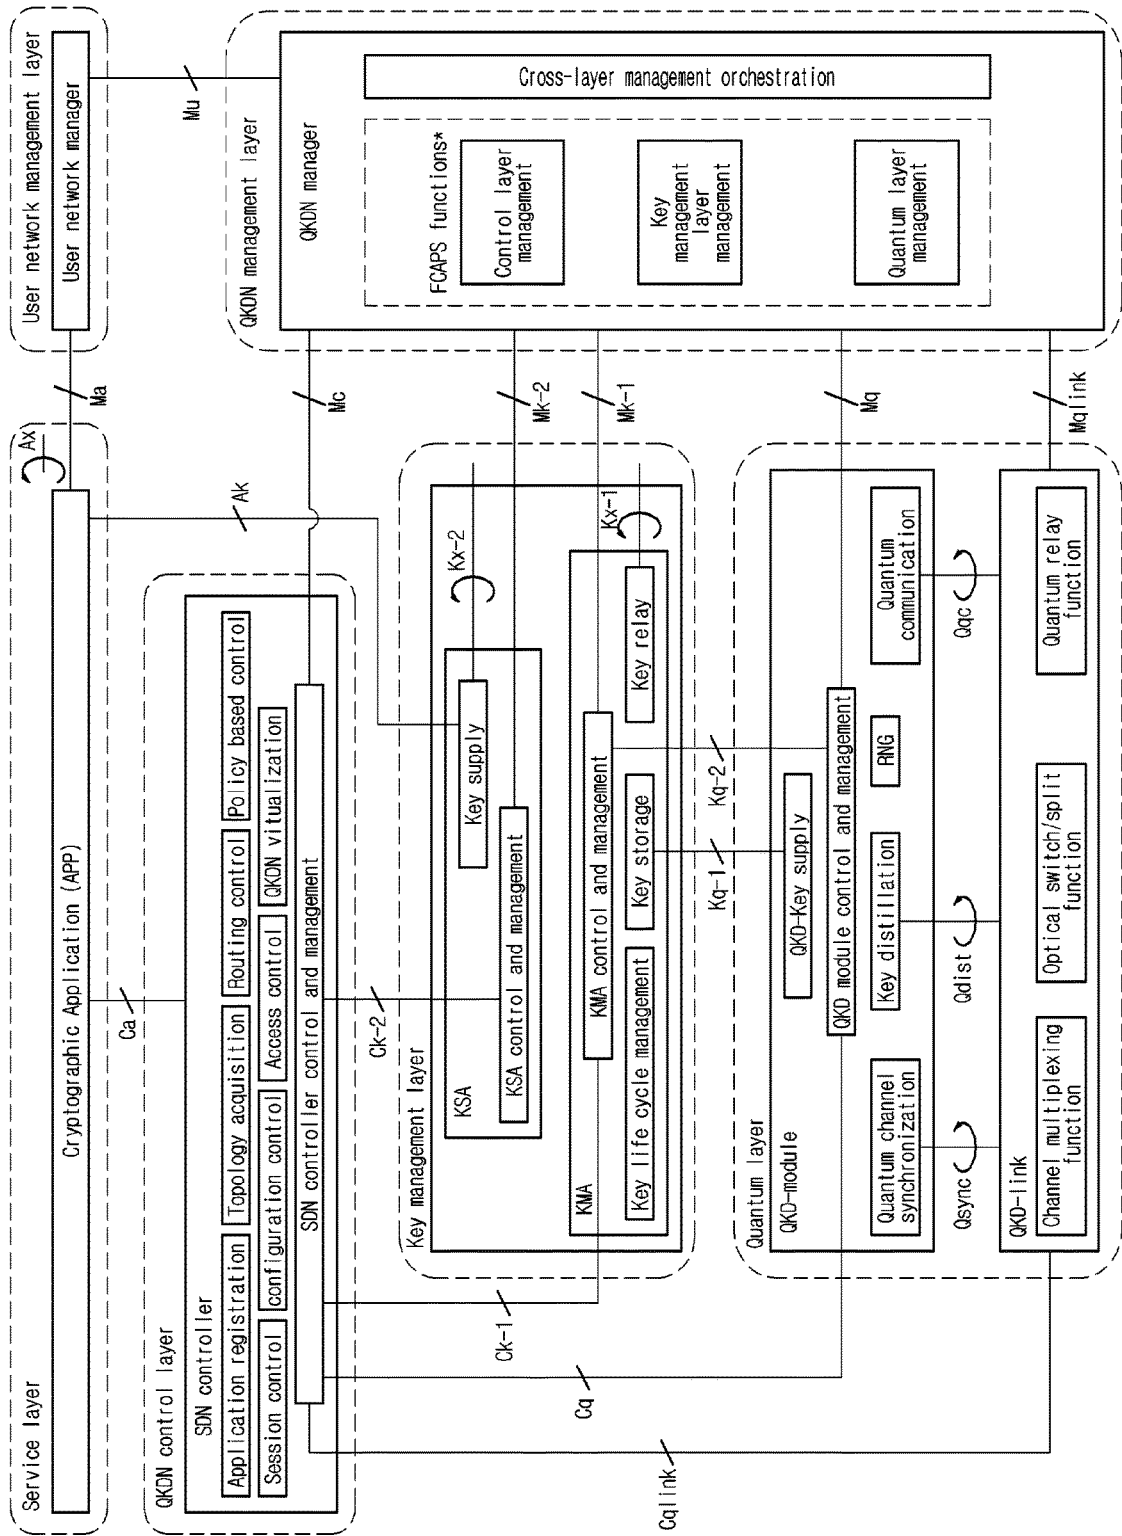 Service layer
Cryptographic Application (APP)
Ax
Ma
User network management layer
User network manager
Mu
Ca
Ak
QKDN control layer
SDN controller
Application registration
Topology acquisition
Routing control
Policy based control
Session control
configuration control
Access control
QKDN vitualization
SDN controller control and management
Mc
QKDN management layer
QKDN manager
Cross-layer management orchestration
FCAPS functions*
Control layer
management
Key
management
layer
management
Quantum layer
management
Ck-2
Ck-1
Cq
Cqlink
Key management layer
KSA
Key supply
KSA control and management
Kx-2
Mk-2
KMA
KMA control and management
Key life cycle management
Key storage
Key relay
Kx-1
Mk-1
Kq-1
Kq-2
Quantum layer
QKD-module
QKD-Key supply
QKD module control and management
Mq
Quantum channel
synchronization
Key distillation
RNG
Quantum
communication
Qsync
Qdist
Qqc
QKD-link
Channel multiplexing
function
Optical switch/split
function
Quantum relay
function
Mqlink